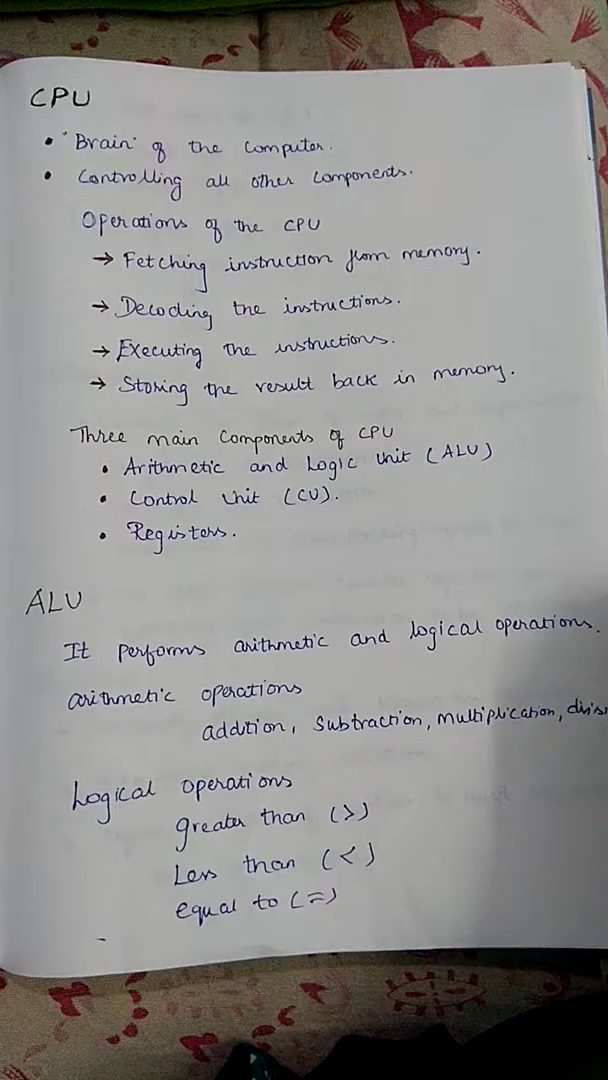 CPU
• 'Brain' of the computer.
• Controlling all other components.
Operations of the CPU
→ Fetching instruction from memory.
→ Decoding the instructions.
→ Executing the instructions.
→ Storing the result back in memory.
Three main components of CPU
• Arithmetic and Logic Unit (ALU)
• Control Unit (CU).
• Registers.
ALU
It performs arithmetic and logical operations.
arithmetic operations
addition, Subtraction, multiplication, divis
Logical operations
greater than (>)
Less than (<)
equal to (=)